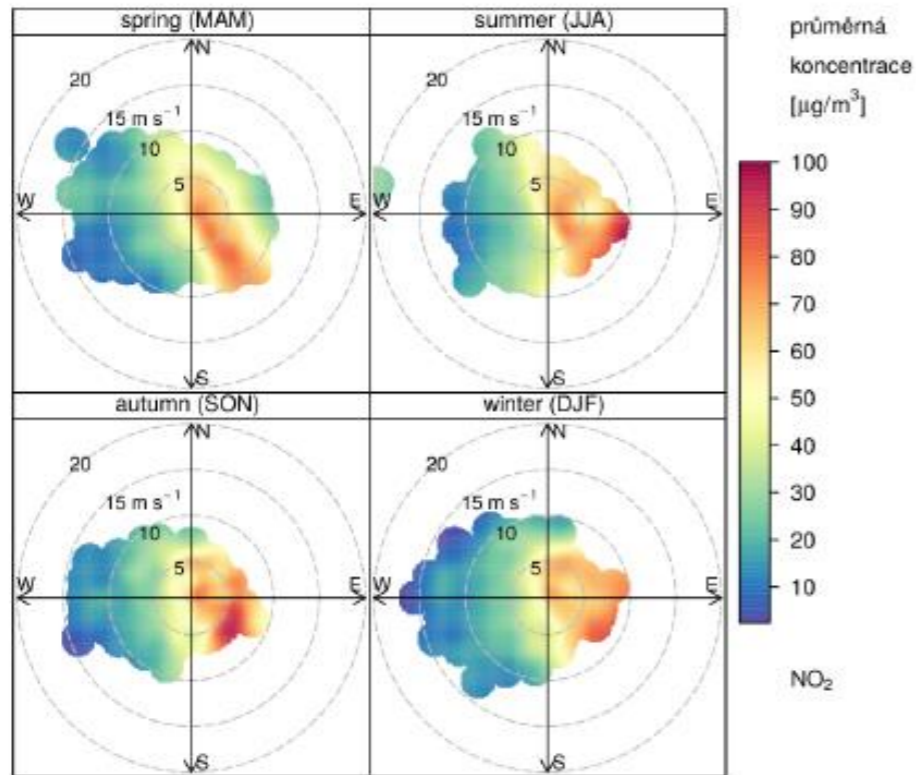 spring (MAM)
summer (JJA)
N
20
15 m s⁻¹
10
5
W
E
S
N
20
15 m s⁻¹
10
5
W
E
S
autumn (SON)
winter (DJF)
N
20
15 m s⁻¹
10
5
W
E
S
N
20
15 m s⁻¹
10
5
W
E
S
průměrná
koncentrace
[µg/m³]
100
90
80
70
60
50
40
30
20
10
NO₂